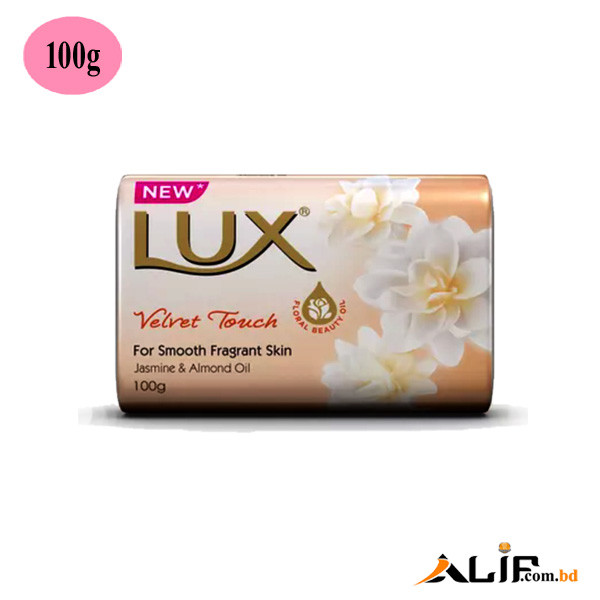 100g
NEW*
LUX®
Velvet Touch
FLORAL BEAUTY OIL
For Smooth Fragrant Skin
Jasmine & Almond Oil
100g
ALIF.com.bd